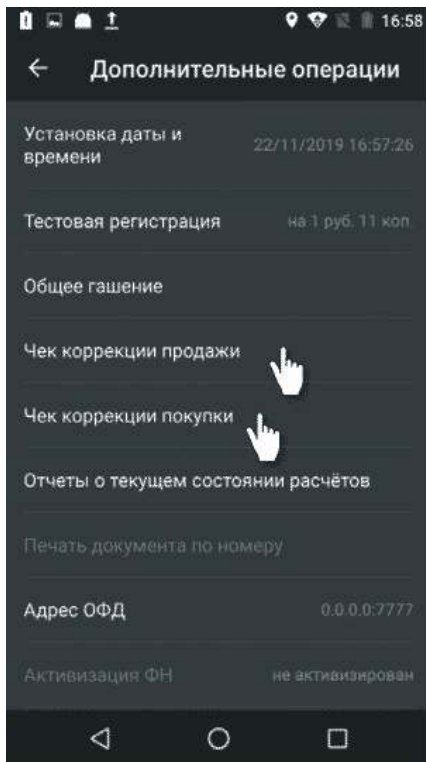 16:58
Дополнительные операции
Установка даты и
времени
22/11/2019 16:57:26
Тестовая регистрация
на 1 руб. 11 коп.
Общее гашение
Чек коррекции продажи
Чек коррекции покупки
Отчеты о текущем состоянии расчётов
Печать документа по номеру
Адрес ОФД
0.0.0.0:7777
Активизация ФН
не активизирован